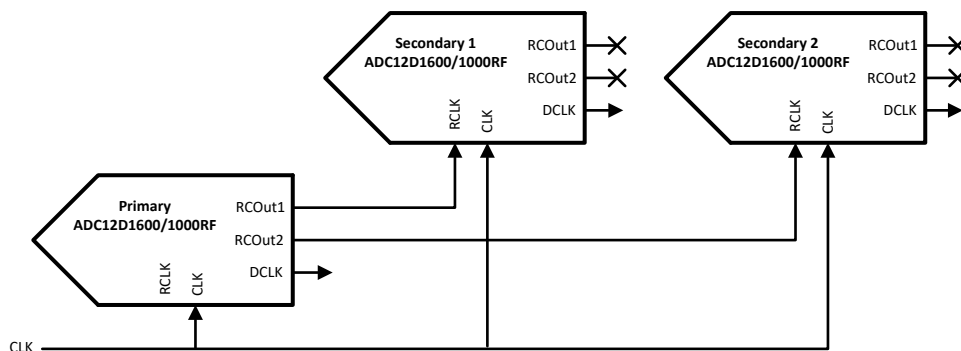 Secondary 1
ADC12D1600/1000RF
RCOut1
RCOut2
DCLK
RCLK
CLK
Secondary 2
ADC12D1600/1000RF
RCOut1
RCOut2
DCLK
RCLK
CLK
Primary
ADC12D1600/1000RF
RCOut1
RCOut2
DCLK
RCLK
CLK
CLK